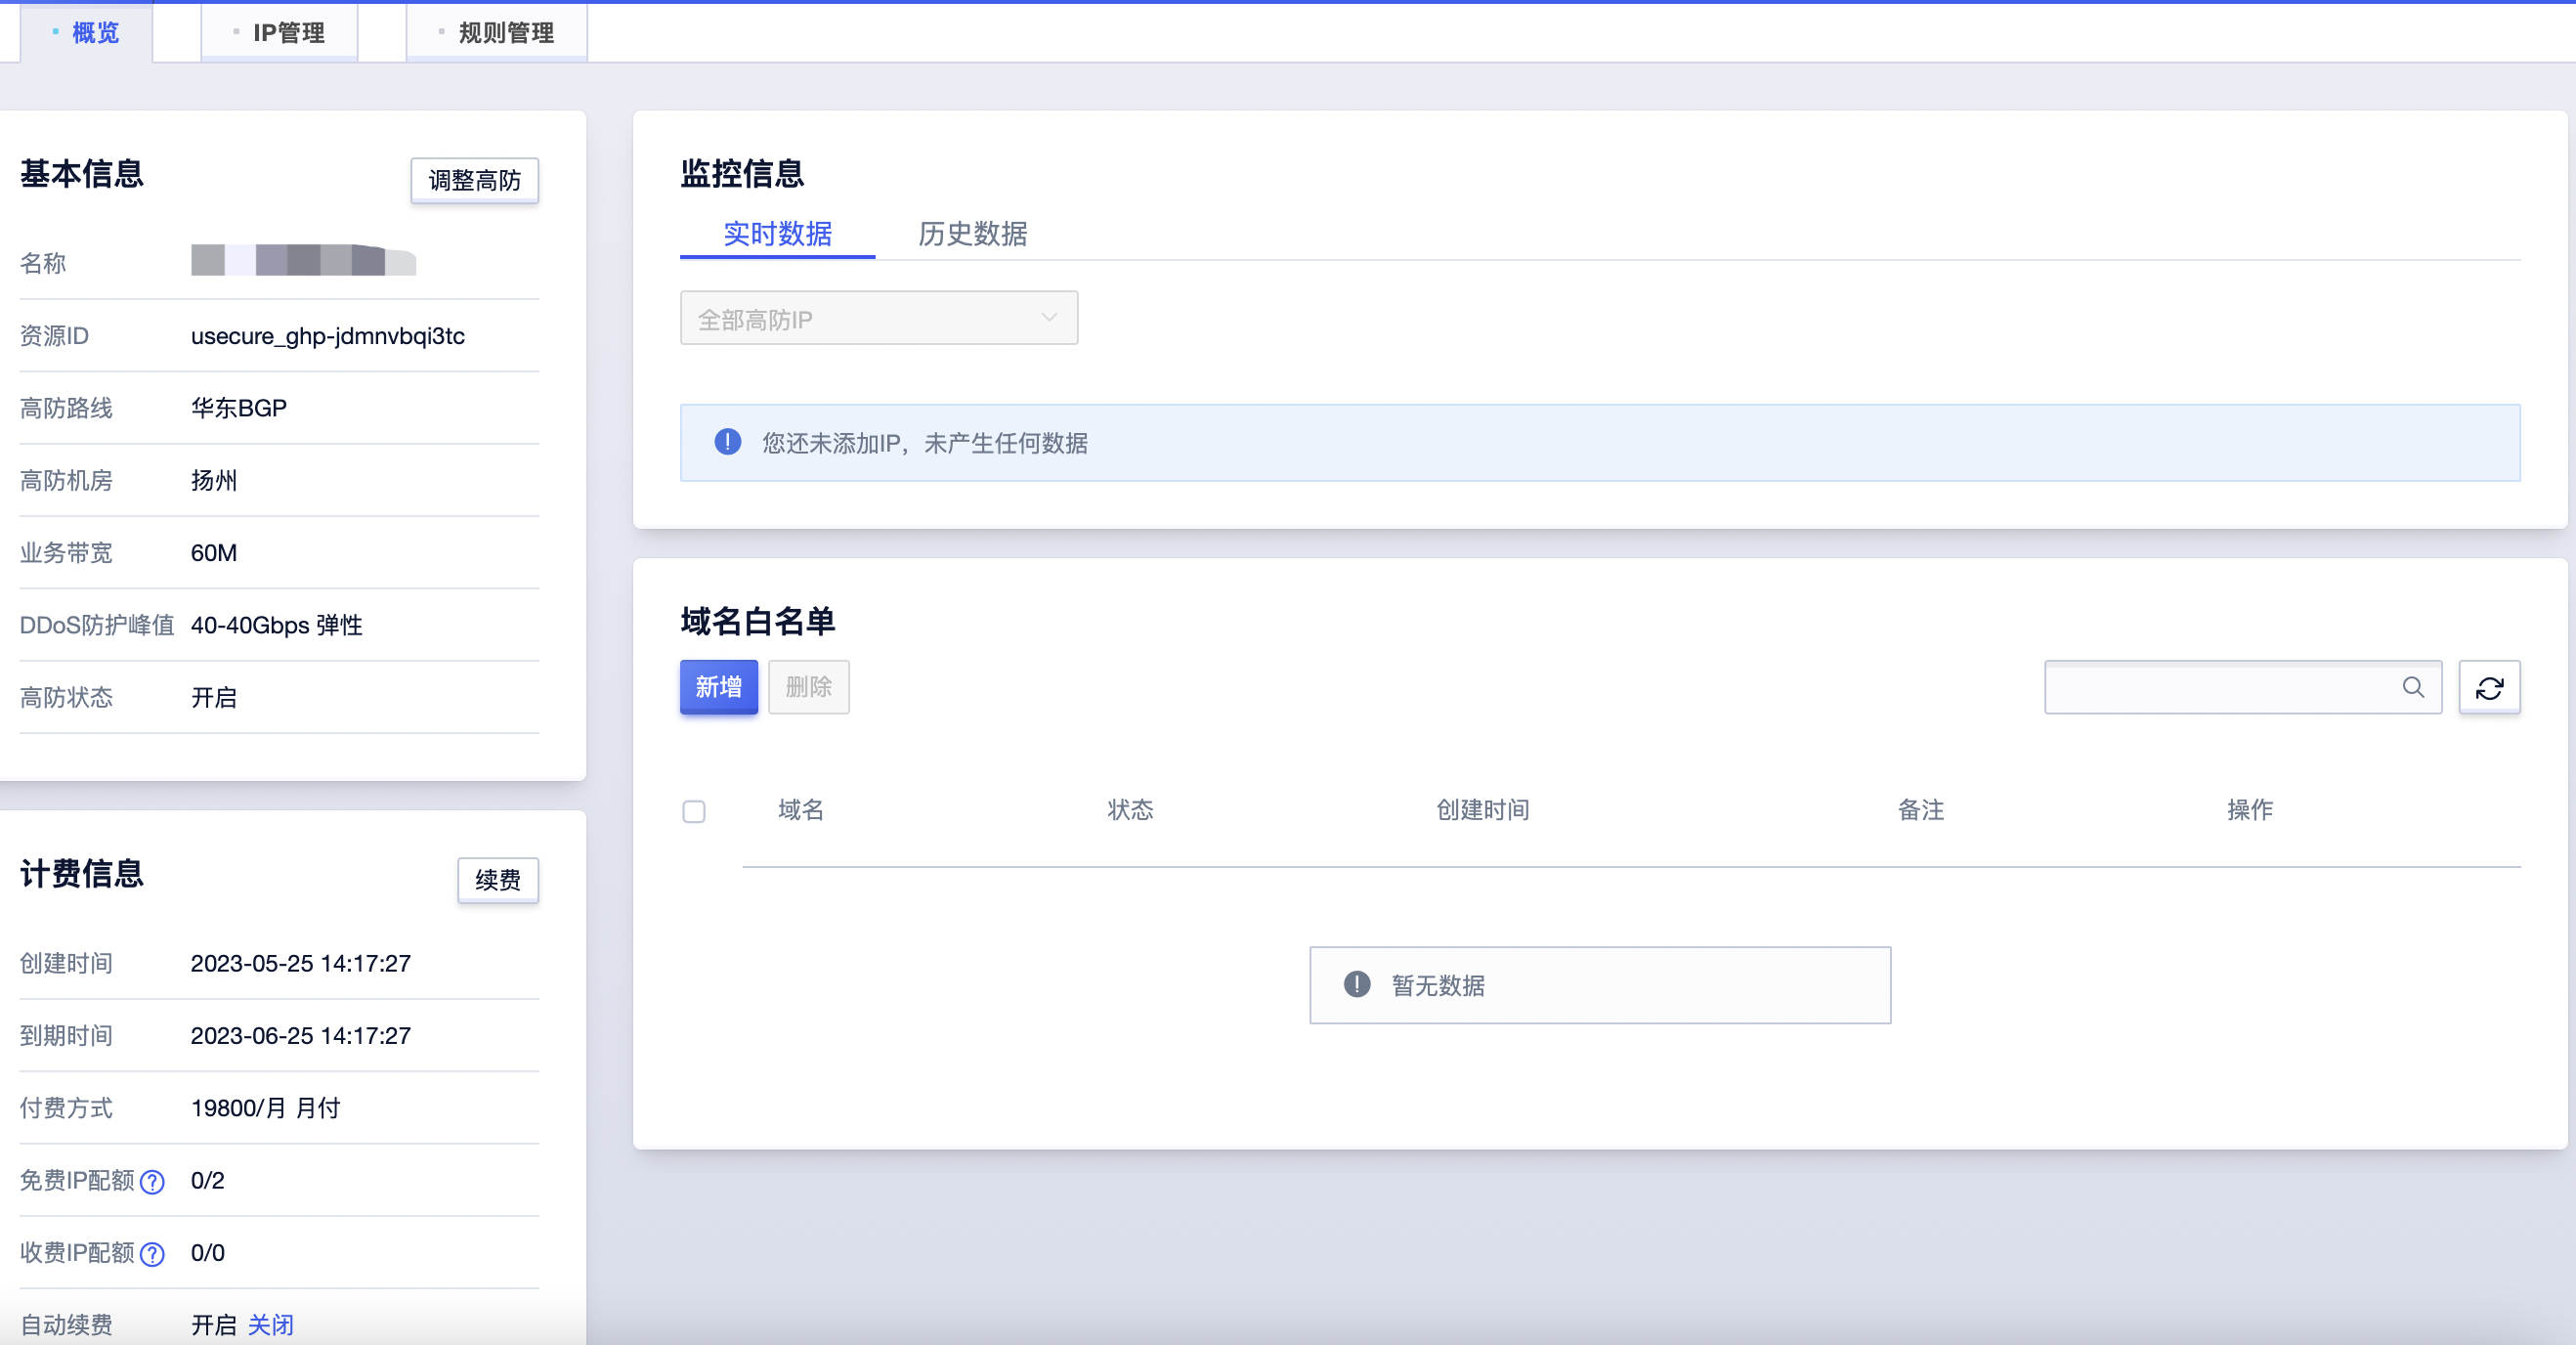 概览
IP管理
规则管理
基本信息
调整高防
名称
资源ID usecure_ghp-jdmnvbqi3tc
高防路线 华东BGP
高防机房 扬州
业务带宽 60M
DDoS防护峰值 40-40Gbps 弹性
高防状态 开启
计费信息
续费
创建时间 2023-05-25 14:17:27
到期时间 2023-06-25 14:17:27
付费方式 19800/月 月付
免费IP配额 ? 0/2
收费IP配额 ? 0/0
自动续费 开启 关闭
监控信息
实时数据 历史数据
全部高防IP
您还未添加IP，未产生任何数据
域名白名单
新增 删除
域名 状态 创建时间 备注 操作
暂无数据